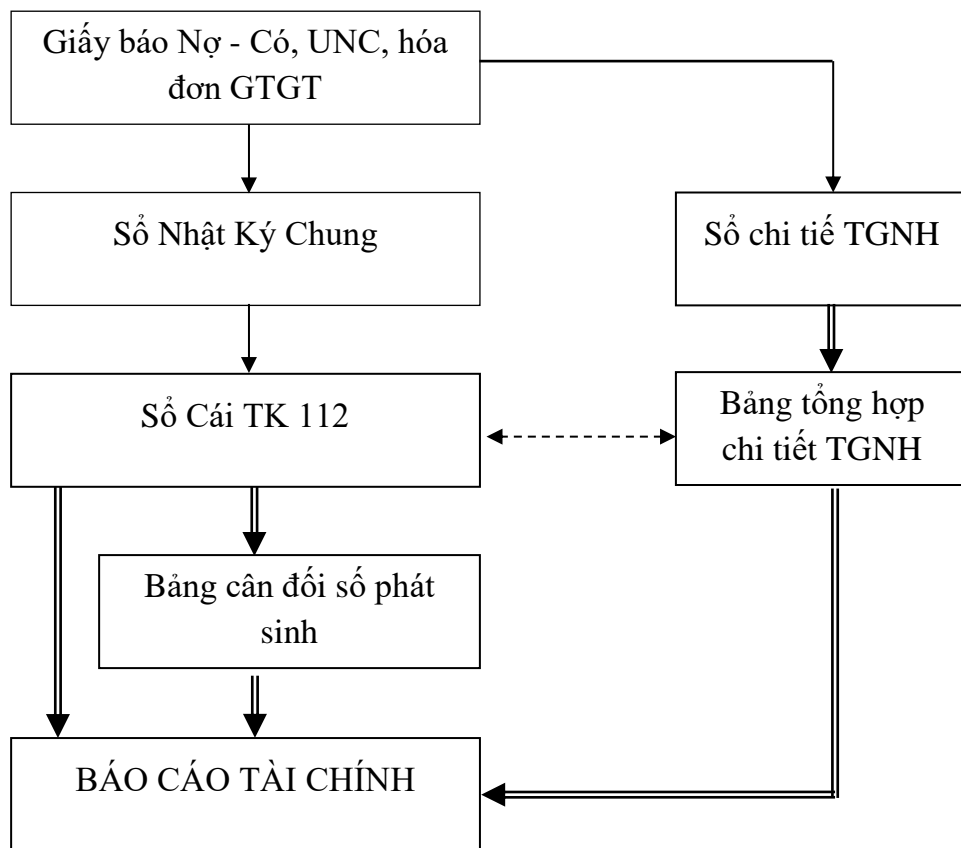 Giấy báo Nợ - Có, UNC, hóa
đơn GTGT
Sổ Nhật Ký Chung
Sổ chi tiế TGNH
Sổ Cái TK 112
Bảng tổng hợp
chi tiết TGNH
Bảng cân đối số phát
sinh
BÁO CÁO TÀI CHÍNH